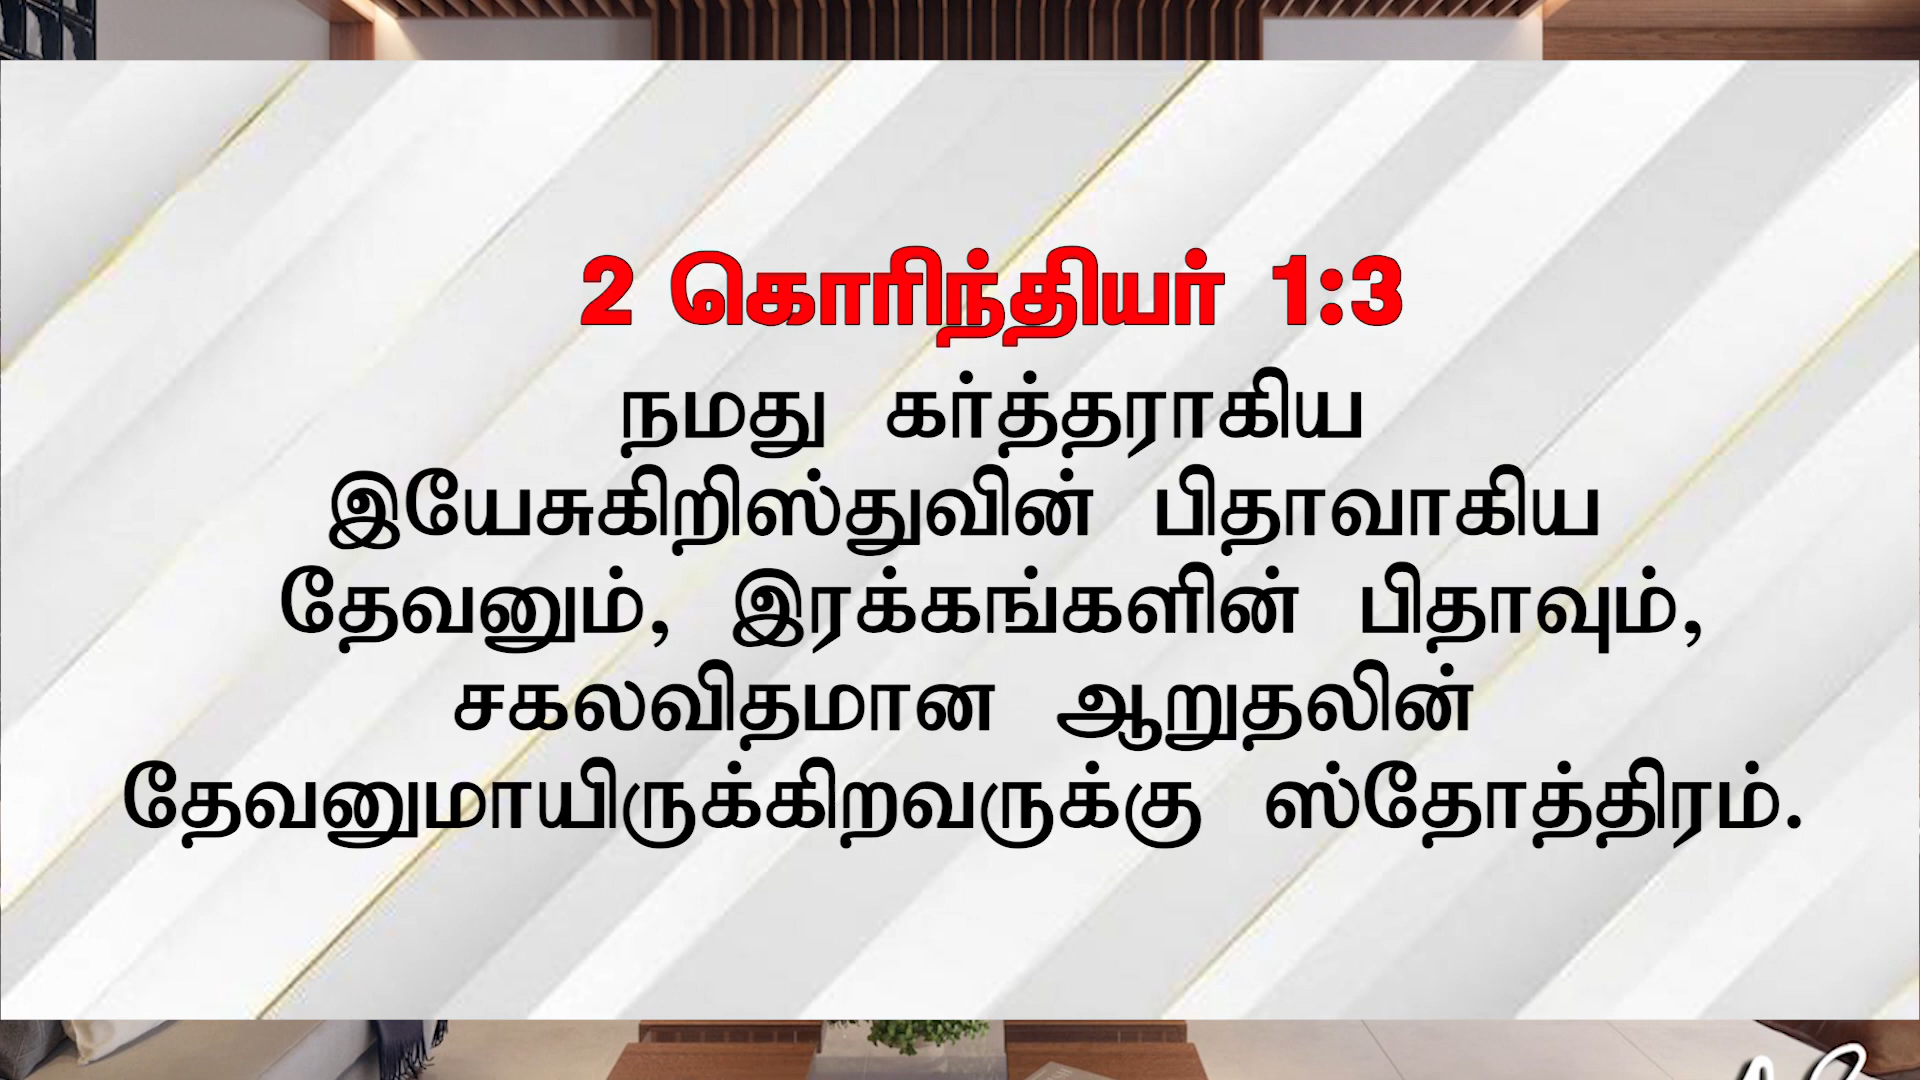 2 கொரிந்தியர் 1:3
நமது கர்த்தராகிய
இயேசுகிறிஸ்துவின் பிதாவாகிய
தேவனும், இரக்கங்களின் பிதாவும்,
சகலவிதமான ஆறுதலின்
தேவனுமாயிருக்கிறவருக்கு ஸ்தோத்திரம்.